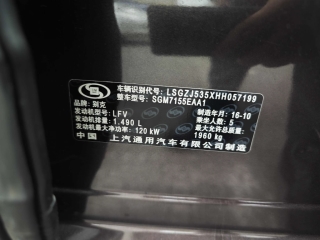 车辆识别代号: LSGZJ535XHH057199
整车型号: SGM7155EAA1
品牌: 别克
发动机型号: LFV 制造年月: 16-10
发动机排量: 1.490 L 乘坐人数: 5
发动机最大净功率: 120 kW 最大允许总质量: 1960 kg
中国 上汽通用汽车有限公司 制造